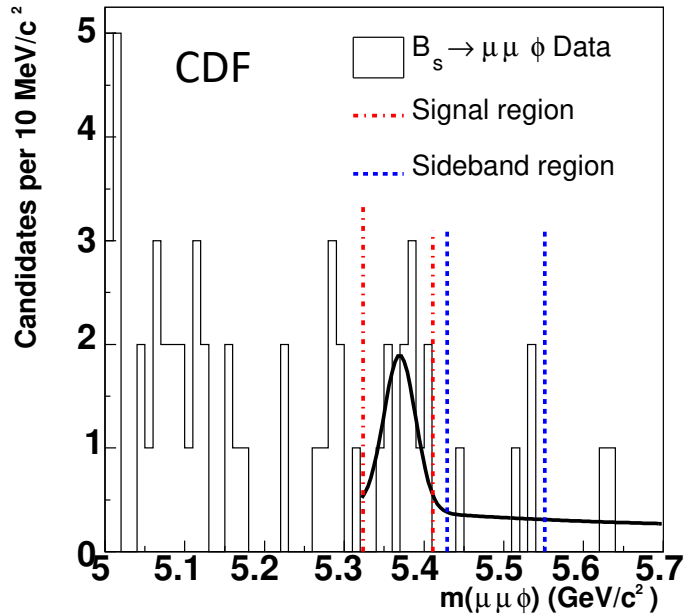 Candidates per 10 MeV/c²
CDF
B_s → μ μ φ Data
Signal region
Sideband region
5
4
3
2
1
0
5 5.1 5.2 5.3 5.4 5.5 5.6 5.7
m(μ μ φ) (GeV/c²)